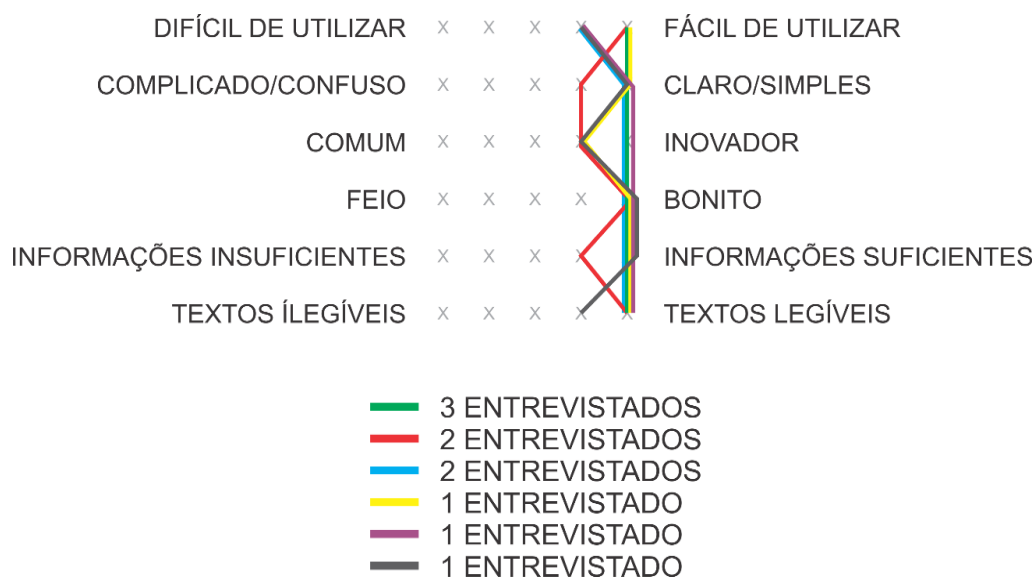 DIFÍCIL DE UTILIZAR X X X X X FÁCIL DE UTILIZAR
COMPLICADO/CONFUSO X X X X X CLARO/SIMPLES
COMUM X X X X X INOVADOR
FEIO X X X X X BONITO
INFORMAÇÕES INSUFICIENTES X X X X X INFORMAÇÕES SUFICIENTES
TEXTOS ÍLEGÍVEIS X X X X X TEXTOS LEGÍVEIS
3 ENTREVISTADOS
2 ENTREVISTADOS
2 ENTREVISTADOS
1 ENTREVISTADO
1 ENTREVISTADO
1 ENTREVISTADO